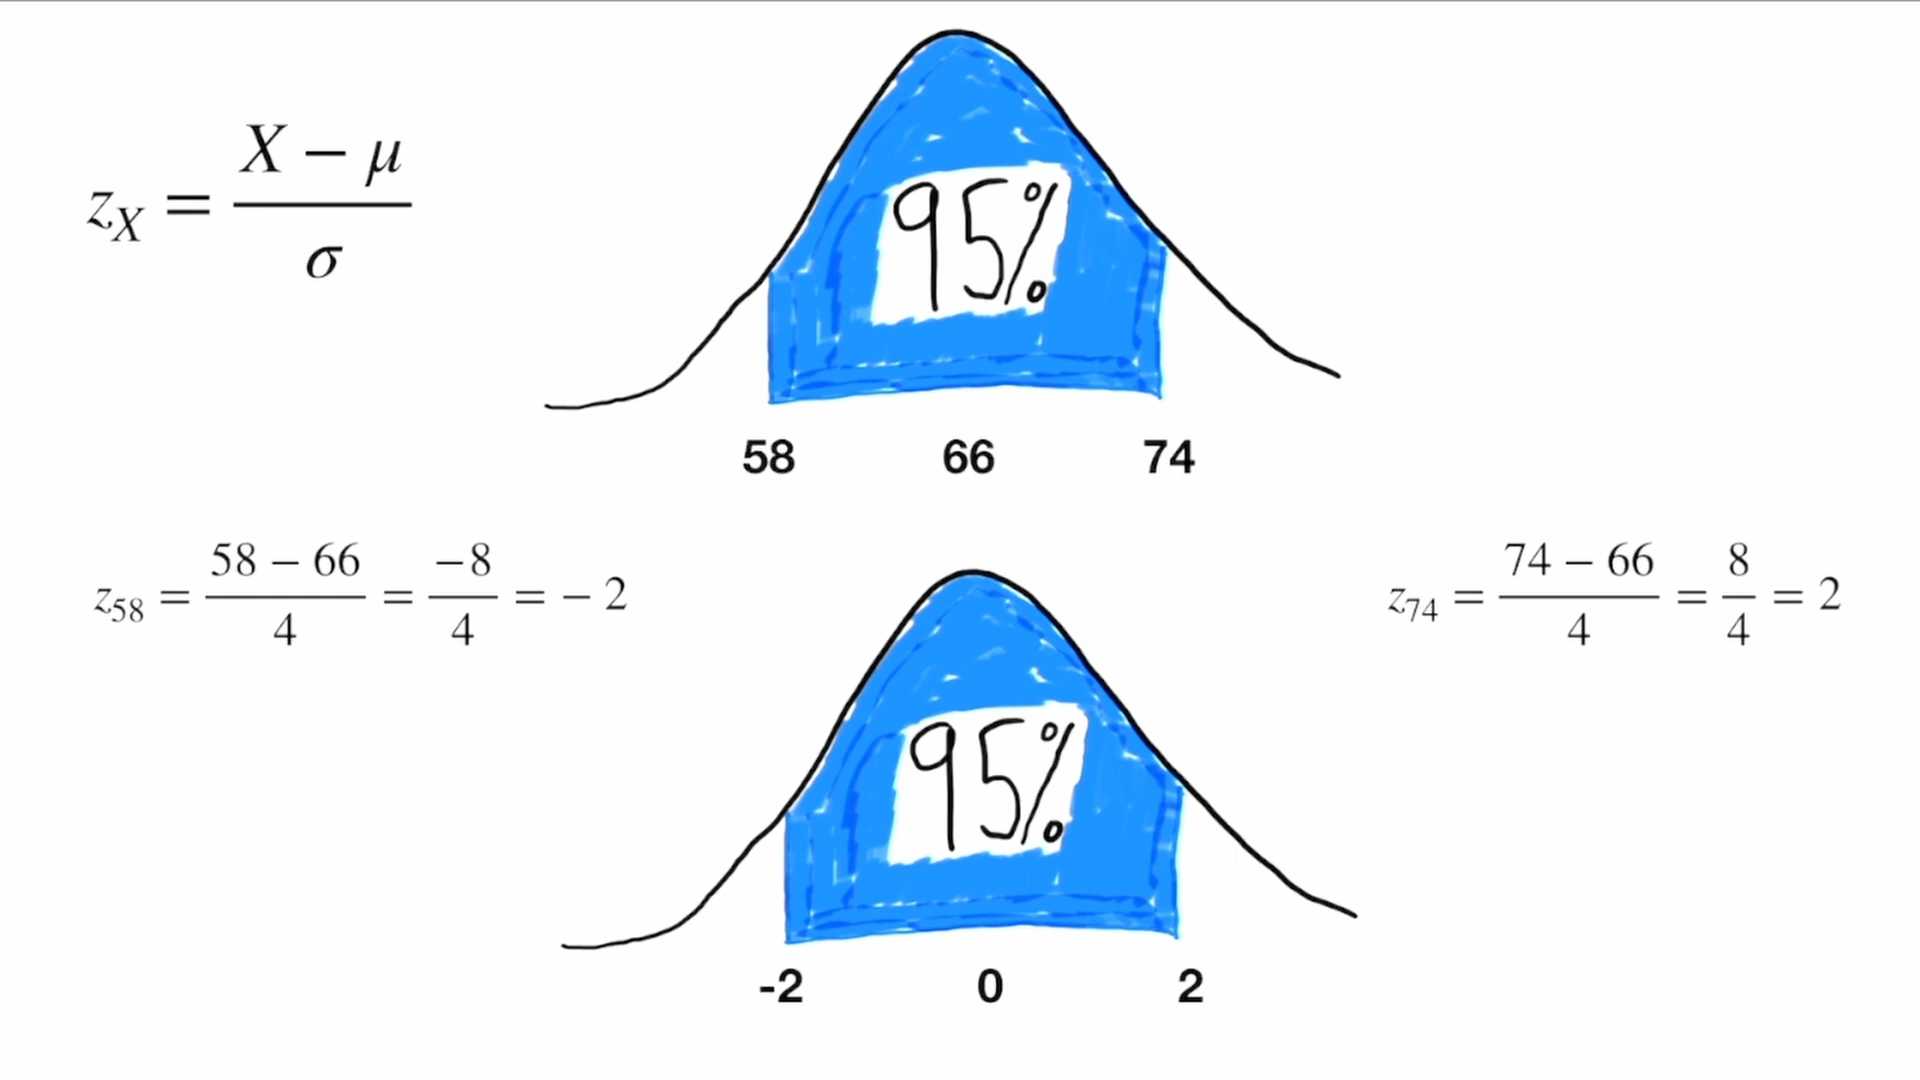 z_X = (X − μ) / σ
95%
58 66 74
z_58 = (58 − 66) / 4 = −8 / 4 = − 2
z_74 = (74 − 66) / 4 = 8 / 4 = 2
95%
-2 0 2